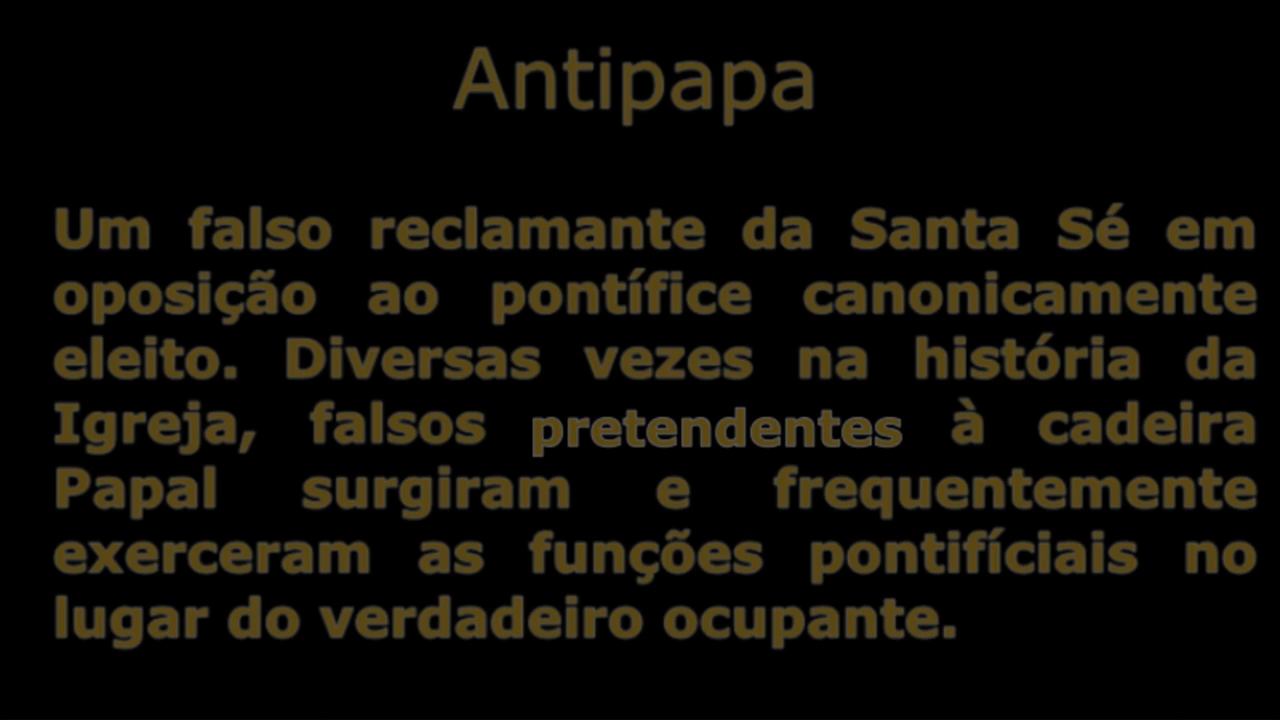 Antipapa
Um falso reclamante da Santa Sé em
oposição ao pontífice canonicamente
eleito. Diversas vezes na história da
Igreja, falsos pretendentes à cadeira
Papal surgiram e frequentemente
exerceram as funções pontifíciais no
lugar do verdadeiro ocupante.